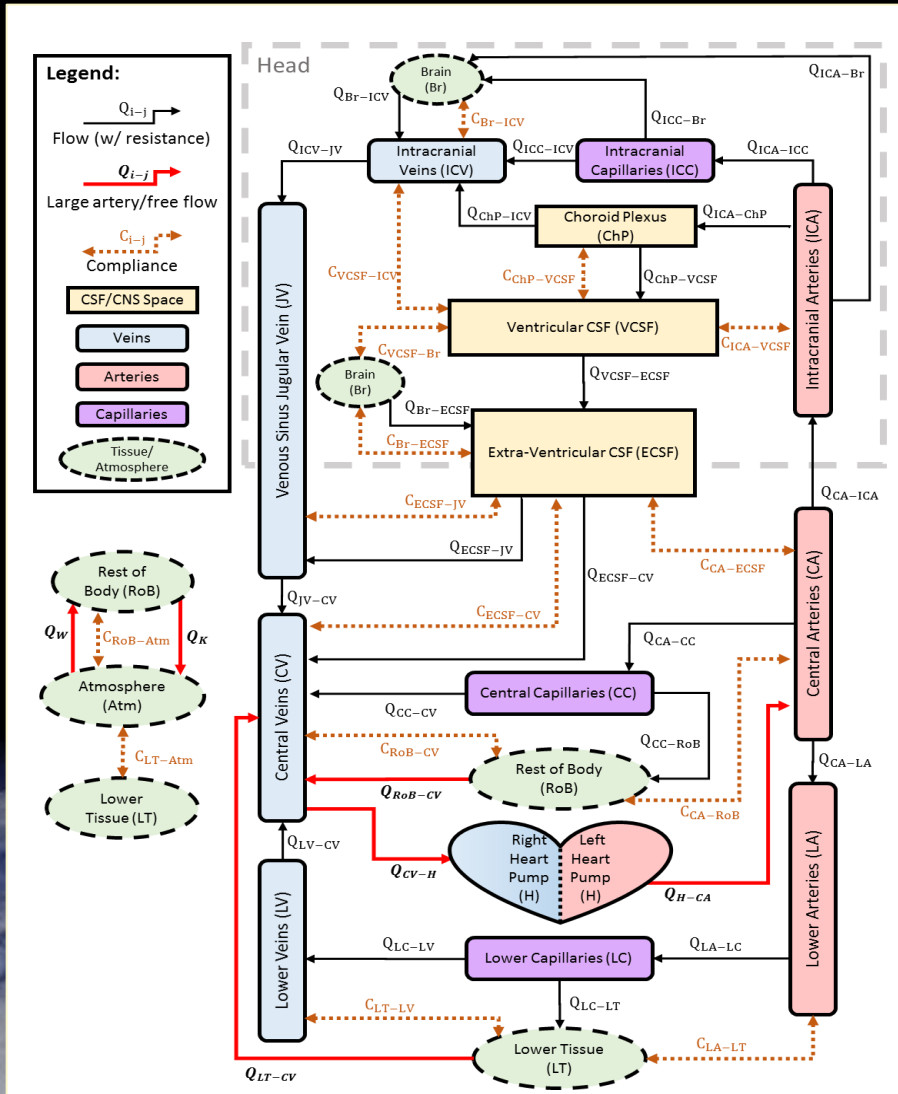 Legend:
Q_{i-j}
Flow (w/ resistance)
Q_{i-j}
Large artery/free flow
C_{i-j}
Compliance
CSF/CNS Space
Veins
Arteries
Capillaries
Tissue/
Atmosphere
Head
Brain
(Br)
Q_{ICA-Br}
Q_{Br-ICV}
C_{Br-ICV}
Q_{ICC-Br}
Q_{ICV-JV}
Intracranial
Veins (ICV)
Q_{ICC-ICV}
Intracranial
Capillaries (ICC)
Q_{ICA-ICC}
Q_{ChP-ICV}
Choroid Plexus
(ChP)
Q_{ICA-ChP}
Intracranial Arteries (ICA)
C_{VCSF-ICV}
C_{ChP-VCSF}
Q_{ChP-VCSF}
Venous Sinus Jugular Vein (JV)
Ventricular CSF (VCSF)
C_{ICA-VCSF}
C_{VCSF-Br}
Q_{VCSF-ECSF}
Brain
(Br)
Q_{Br-ECSF}
C_{Br-ECSF}
Extra-Ventricular CSF (ECSF)
C_{ECSF-JV}
Q_{CA-ICA}
Q_{ECSF-JV}
Q_{ECSF-CV}
C_{CA-ECSF}
Q_{JV-CV}
C_{ECSF-CV}
Central Arteries (CA)
Q_{CA-CC}
Rest of
Body (RoB)
Q_W
C_{RoB-Atm}
Q_K
Atmosphere
(Atm)
C_{LT-Atm}
Lower
Tissue (LT)
Central Veins (CV)
Central Capillaries (CC)
Q_{CC-CV}
Q_{CC-RoB}
C_{RoB-CV}
Q_{RoB-CV}
Rest of Body
(RoB)
Q_{CA-LA}
C_{CA-RoB}
Q_{LV-CV}
Q_{CV-H}
Right
Heart
Pump
(H)
Left
Heart
Pump
(H)
Q_{H-CA}
Lower Arteries (LA)
Lower Veins (LV)
Q_{LC-LV}
Lower Capillaries (LC)
Q_{LA-LC}
Q_{LC-LT}
C_{LT-LV}
Lower Tissue
(LT)
C_{LA-LT}
Q_{LT-CV}